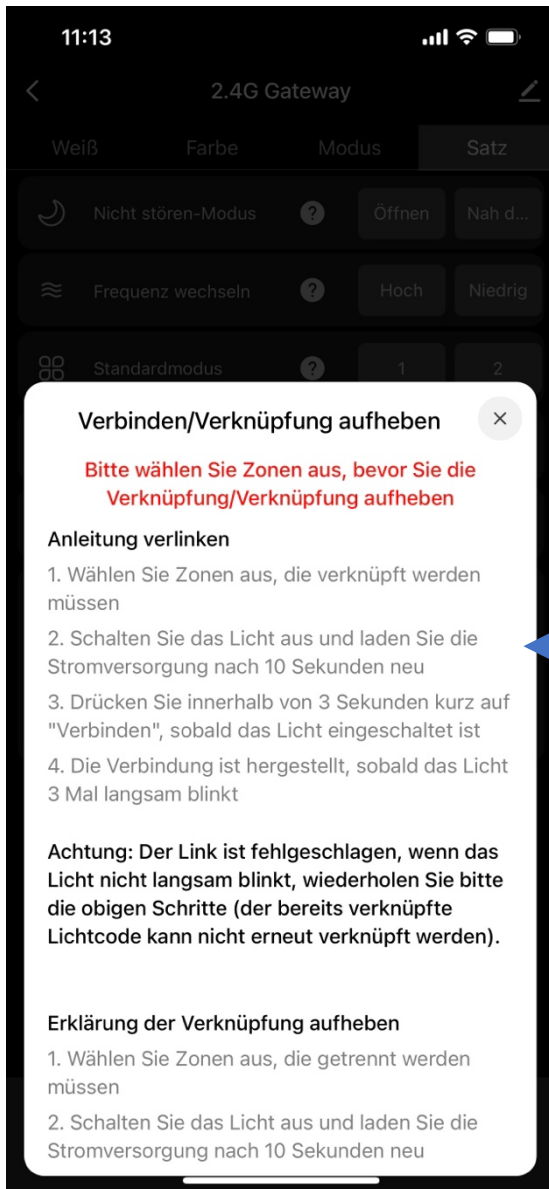 11:13
2.4G Gateway
Weiß Farbe Modus Satz
Nicht stören-Modus ? Öffnen Nah d...
Frequenz wechseln ? Hoch Niedrig
Standardmodus ? 1 2
Verbinden/Verknüpfung aufheben
Bitte wählen Sie Zonen aus, bevor Sie die
Verknüpfung/Verknüpfung aufheben
Anleitung verlinken
1. Wählen Sie Zonen aus, die verknüpft werden
müssen
2. Schalten Sie das Licht aus und laden Sie die
Stromversorgung nach 10 Sekunden neu
3. Drücken Sie innerhalb von 3 Sekunden kurz auf
"Verbinden", sobald das Licht eingeschaltet ist
4. Die Verbindung ist hergestellt, sobald das Licht
3 Mal langsam blinkt
Achtung: Der Link ist fehlgeschlagen, wenn das
Licht nicht langsam blinkt, wiederholen Sie bitte
die obigen Schritte (der bereits verknüpfte
Lichtcode kann nicht erneut verknüpft werden).
Erklärung der Verknüpfung aufheben
1. Wählen Sie Zonen aus, die getrennt werden
müssen
2. Schalten Sie das Licht aus und laden Sie die
Stromversorgung nach 10 Sekunden neu